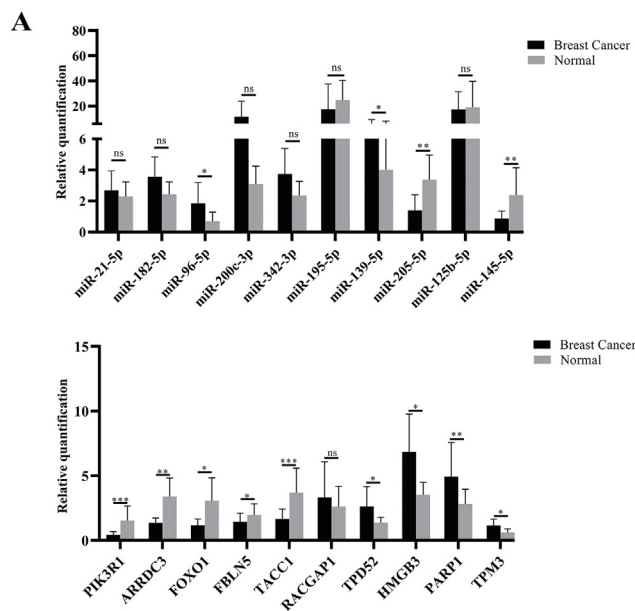 A
80
60
40
20
6
4
2
0
Relative quantification
Breast Cancer
Normal
ns
ns
*
ns
ns
ns
*
**
ns
**
miR-21-5p
miR-182-5p
miR-96-5p
miR-200c-3p
miR-342-3p
miR-195-5p
miR-139-5p
miR-205-5p
miR-125b-5p
miR-145-5p
15
10
5
0
Relative quantification
Breast Cancer
Normal
***
**
*
*
***
ns
*
*
**
*
PIK3R1
ARRDC3
FOXO1
FBLN5
TACC1
RACGAP1
TPD52
HMGB3
PARP1
TPM3